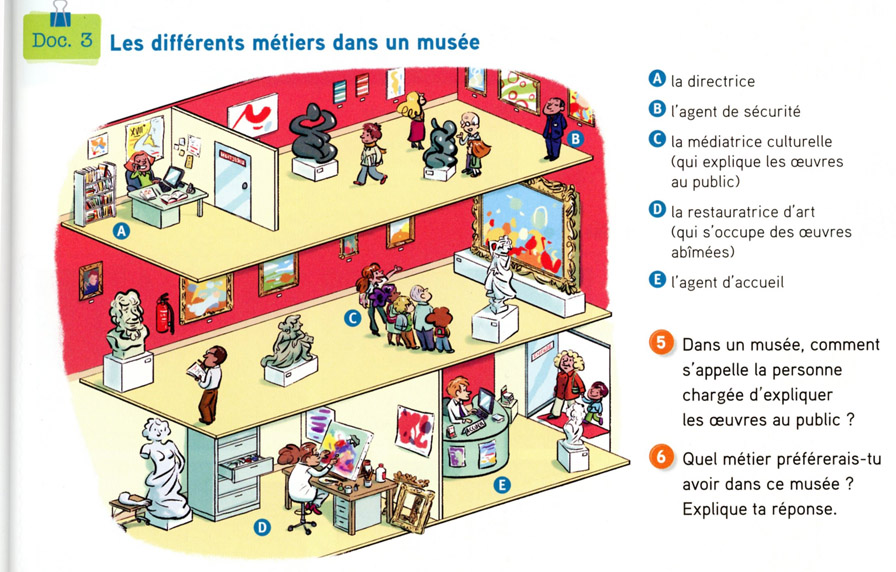 Doc. 3
Les différents métiers dans un musée
A la directrice
B l'agent de sécurité
C la médiatrice culturelle
(qui explique les œuvres
au public)
D la restauratrice d'art
(qui s'occupe des œuvres
abîmées)
E l'agent d'accueil
5 Dans un musée, comment
s'appelle la personne
chargée d'expliquer
les œuvres au public ?
6 Quel métier préférerais-tu
avoir dans ce musée ?
Explique ta réponse.
XVIIe
A
B
C
D
E
ACCUEIL